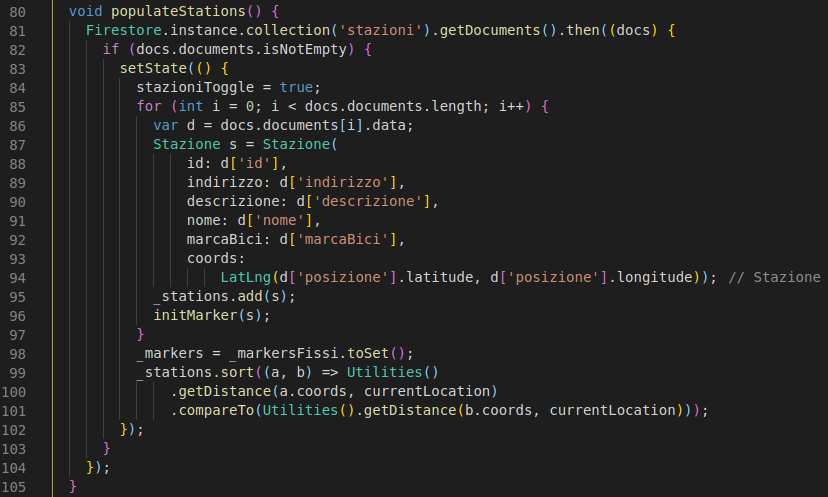 80 void populateStations() {
81 Firestore.instance.collection('stazioni').getDocuments().then((docs) {
82 if (docs.documents.isNotEmpty) {
83 setState(() {
84 stazioniToggle = true;
85 for (int i = 0; i < docs.documents.length; i++) {
86 var d = docs.documents[i].data;
87 Stazione s = Stazione(
88 id: d['id'],
89 indirizzo: d['indirizzo'],
90 descrizione: d['descrizione'],
91 nome: d['nome'],
92 marcaBici: d['marcaBici'],
93 coords:
94 LatLng(d['posizione'].latitude, d['posizione'].longitude)); // Stazione
95 _stations.add(s);
96 initMarker(s);
97 }
98 _markers = _markersFissi.toSet();
99 _stations.sort((a, b) => Utilities()
100 .getDistance(a.coords, currentLocation)
101 .compareTo(Utilities().getDistance(b.coords, currentLocation)));
102 });
103 }
104 });
105 }